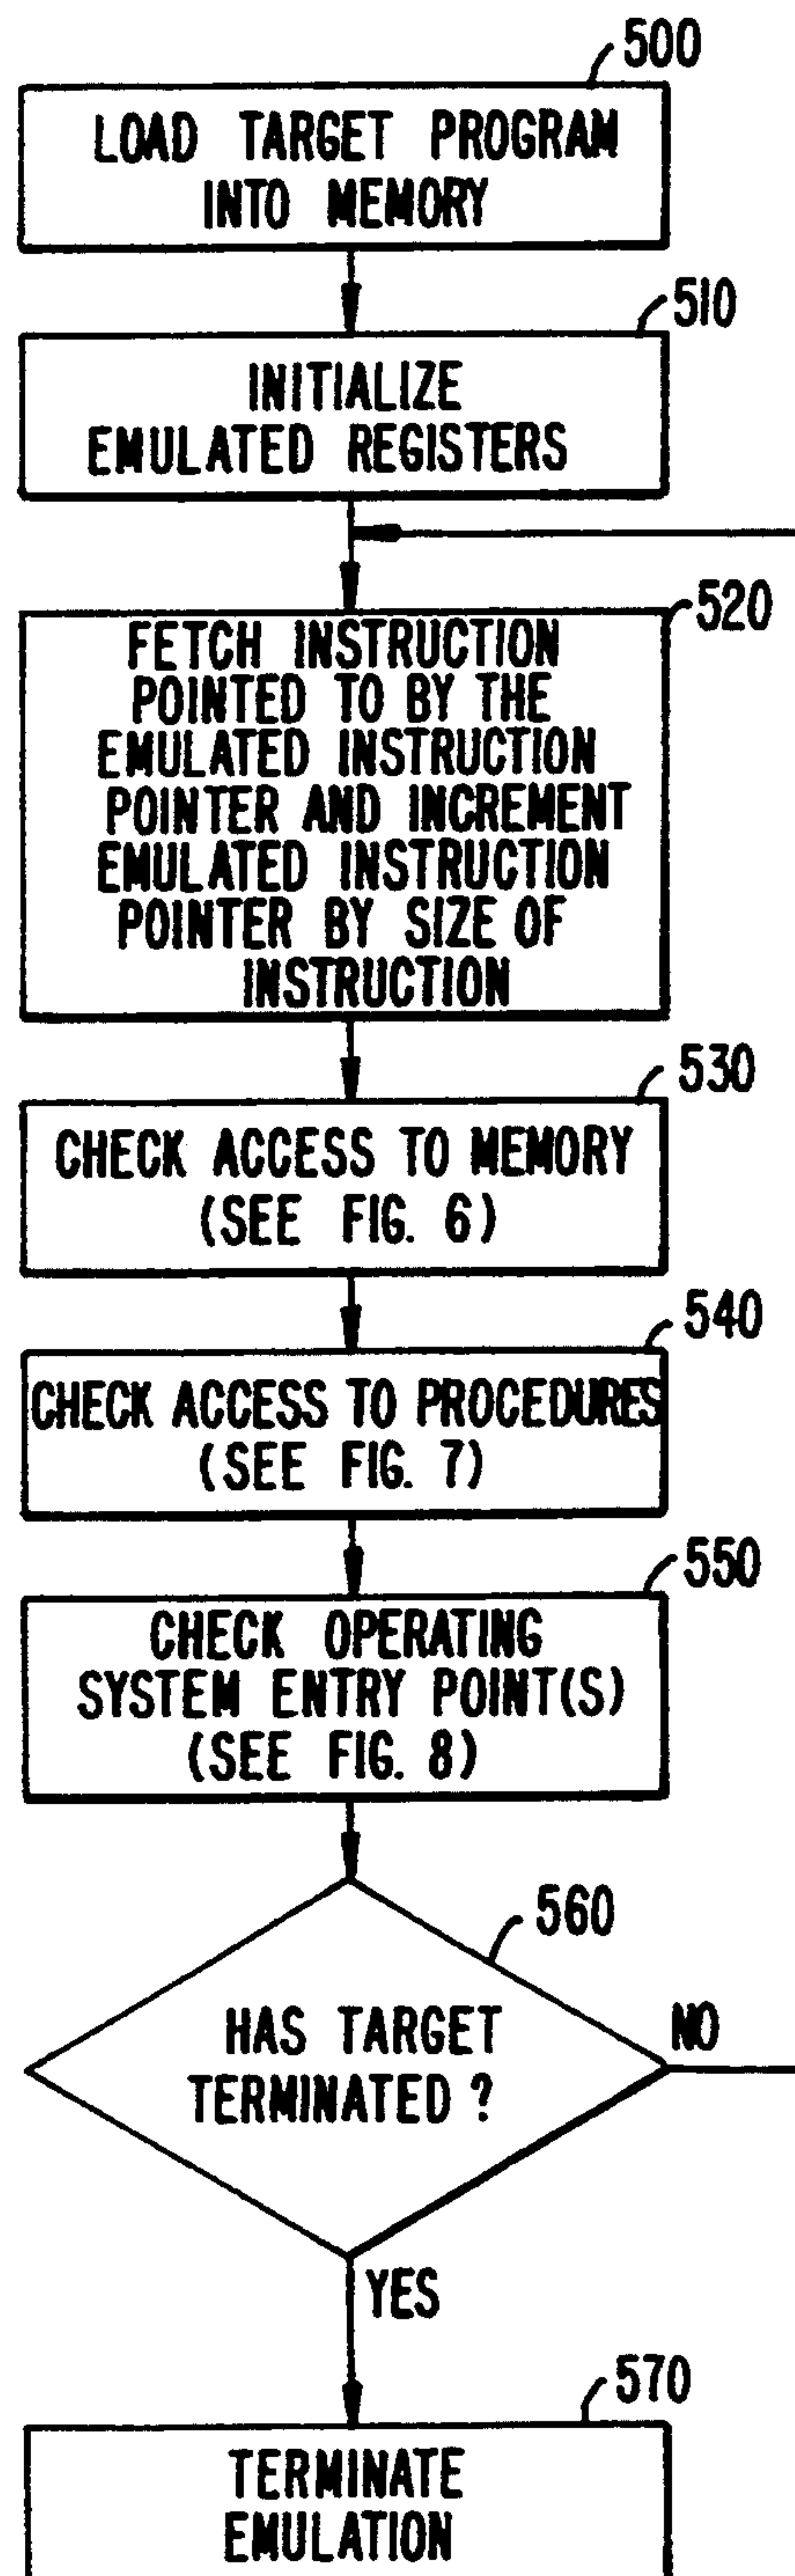 500
LOAD TARGET PROGRAM
INTO MEMORY
510
INITIALIZE
EMULATED REGISTERS
520
FETCH INSTRUCTION
POINTED TO BY THE
EMULATED INSTRUCTION
POINTER AND INCREMENT
EMULATED INSTRUCTION
POINTER BY SIZE OF
INSTRUCTION
530
CHECK ACCESS TO MEMORY
(SEE FIG. 6)
540
CHECK ACCESS TO PROCEDURES
(SEE FIG. 7)
550
CHECK OPERATING
SYSTEM ENTRY POINT(S)
(SEE FIG. 8)
560
HAS TARGET
TERMINATED ?
NO
YES
570
TERMINATE
EMULATION